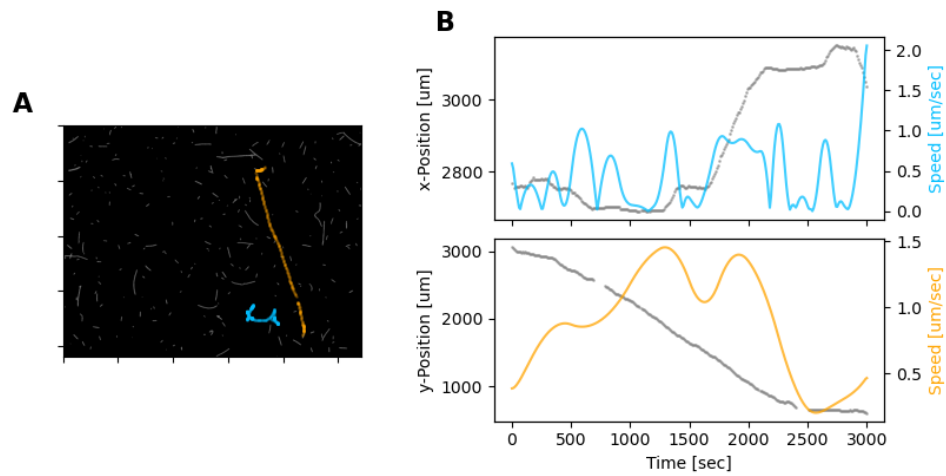 A
B
x-Position [um]
3000
2800
2.0
1.5
1.0
0.5
0.0
Speed [um/sec]
y-Position [um]
3000
2000
1000
1.5
1.0
0.5
Speed [um/sec]
0
500
1000
1500
2000
2500
3000
Time [sec]